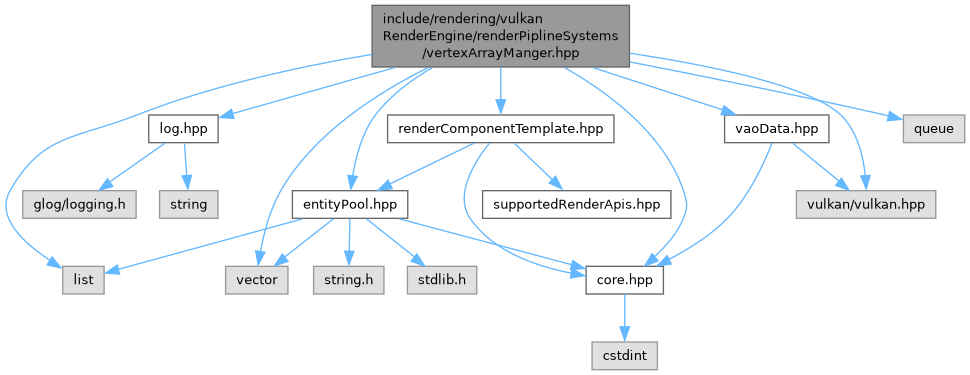 include/rendering/vulkan
RenderEngine/renderPiplineSystems
/vertexArrayManger.hpp
log.hpp
renderComponentTemplate.hpp
vaoData.hpp
queue
glog/logging.h
string
entityPool.hpp
supportedRenderApis.hpp
vulkan/vulkan.hpp
list
vector
string.h
stdlib.h
core.hpp
cstdint